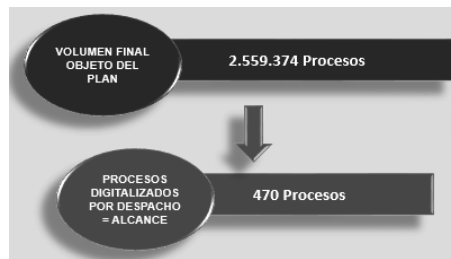 VOLUMEN FINAL
OBJETO DEL
PLAN
2.559.374 Procesos
PROCESOS
DIGITALIZADOS
POR DESPACHO
= ALCANCE
470 Procesos